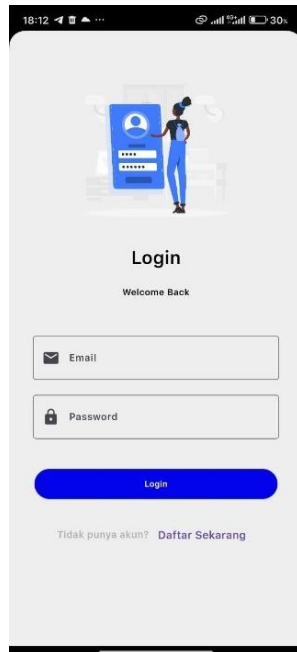 18:12 ... 30%
Login
Welcome Back
Email
Password
Login
Tidak punya akun? Daftar Sekarang